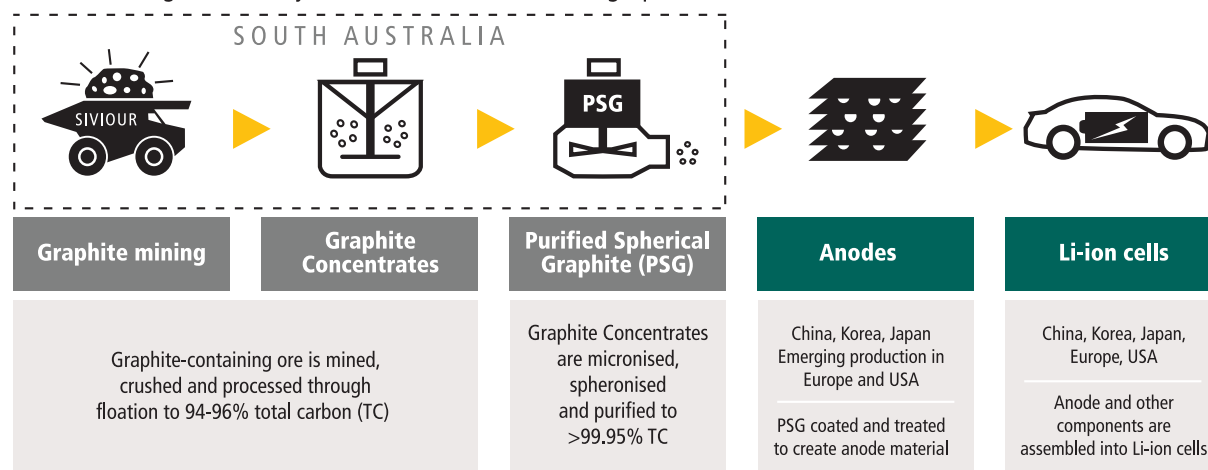 SOUTH AUSTRALIA
SIVIOUR
PSG
Graphite mining
Graphite
Concentrates
Purified Spherical
Graphite (PSG)
Anodes
Li-ion cells
Graphite-containing ore is mined,
crushed and processed through
floation to 94-96% total carbon (TC)
Graphite Concentrates
are micronised,
spheronised
and purified to
>99.95% TC
China, Korea, Japan
Emerging production in
Europe and USA
PSG coated and treated
to create anode material
China, Korea, Japan,
Europe, USA
Anode and other
components are
assembled into Li-ion cells